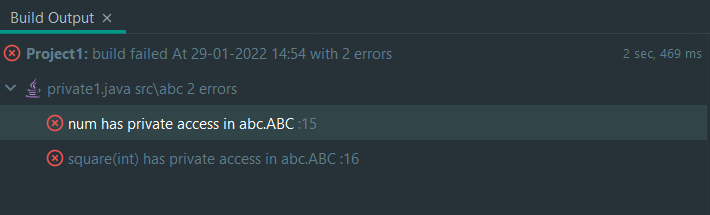 Build Output ×
Project1: build failed At 29-01-2022 14:54 with 2 errors 2 sec, 469 ms
private1.java src\abc 2 errors
num has private access in abc.ABC :15
square(int) has private access in abc.ABC :16